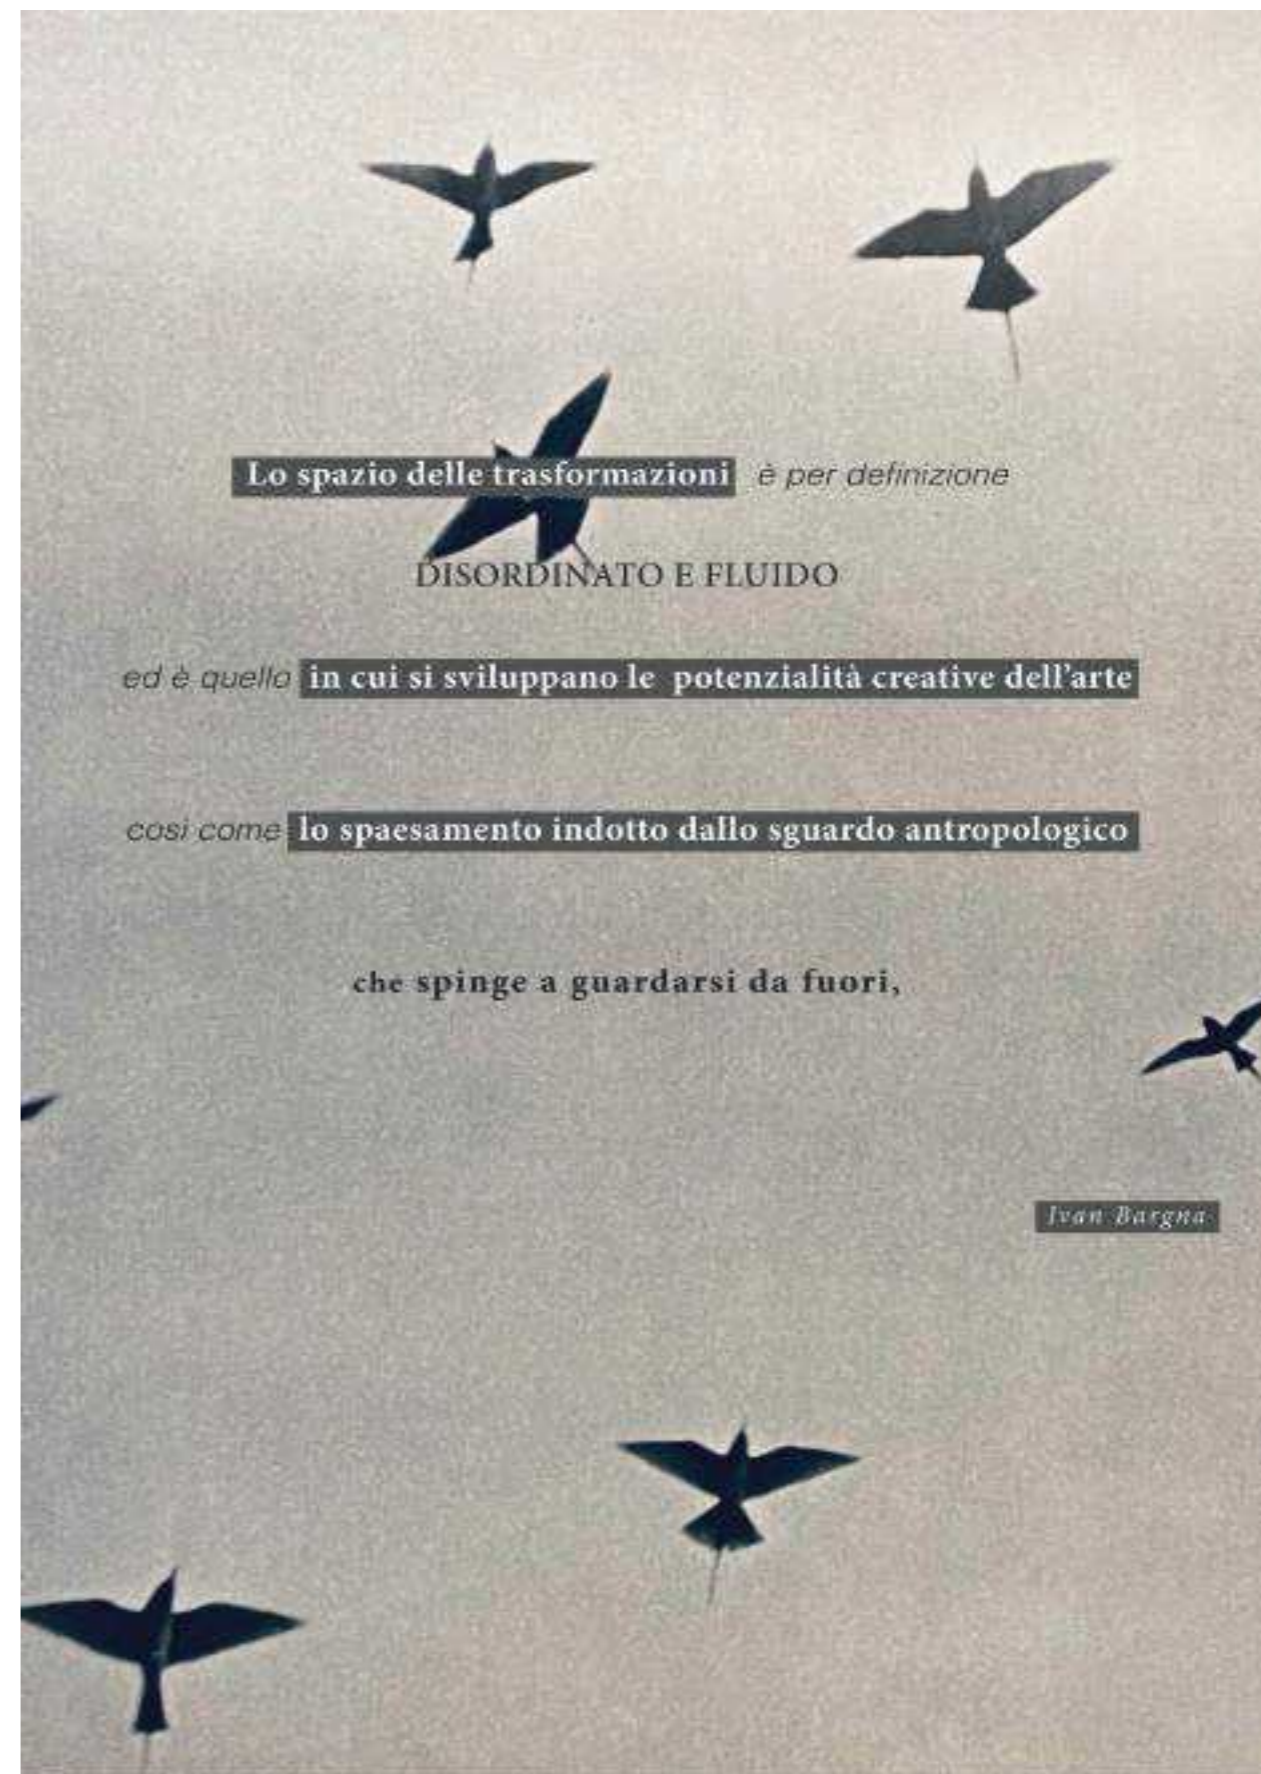 Lo spazio delle trasformazioni è per definizione
DISORDINATO E FLUIDO
ed è quello in cui si sviluppano le potenzialità creative dell'arte
così come lo spaesamento indotto dallo sguardo antropologico
che spinge a guardarsi da fuori,
Ivan Bargna